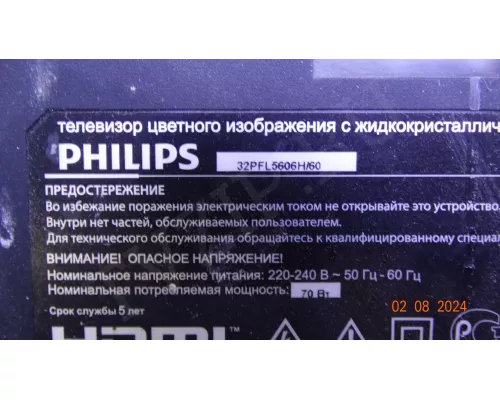 телевизор цветного изображения с жидкокристаллич
PHILIPS 32PFL5606H/60
ПРЕДОСТЕРЕЖЕНИЕ
Во избежание поражения электрическим током не открывайте это устройство.
Внутри нет частей, обслуживаемых пользователем.
Для технического обслуживания обращайтесь к квалифицированному специа
ВНИМАНИЕ! ОПАСНОЕ НАПРЯЖЕНИЕ!
Номинальное напряжение питания: 220-240 В ~ 50 Гц - 60 Гц
Номинальная потребляемая мощность: 70 Вт
Срок службы 5 лет
02 08 2024
HDMI™